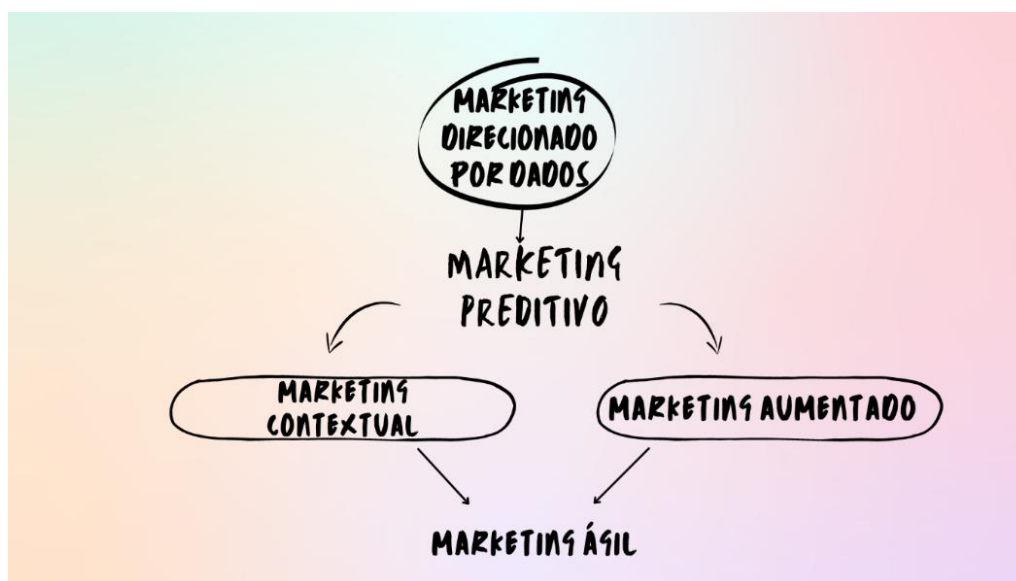 MARKETING
DIRECIONADO
POR DADOS
MARKETING
PREDITIVO
MARKETING
CONTEXTUAL
MARKETING AUMENTADO
MARKETING ÁGIL